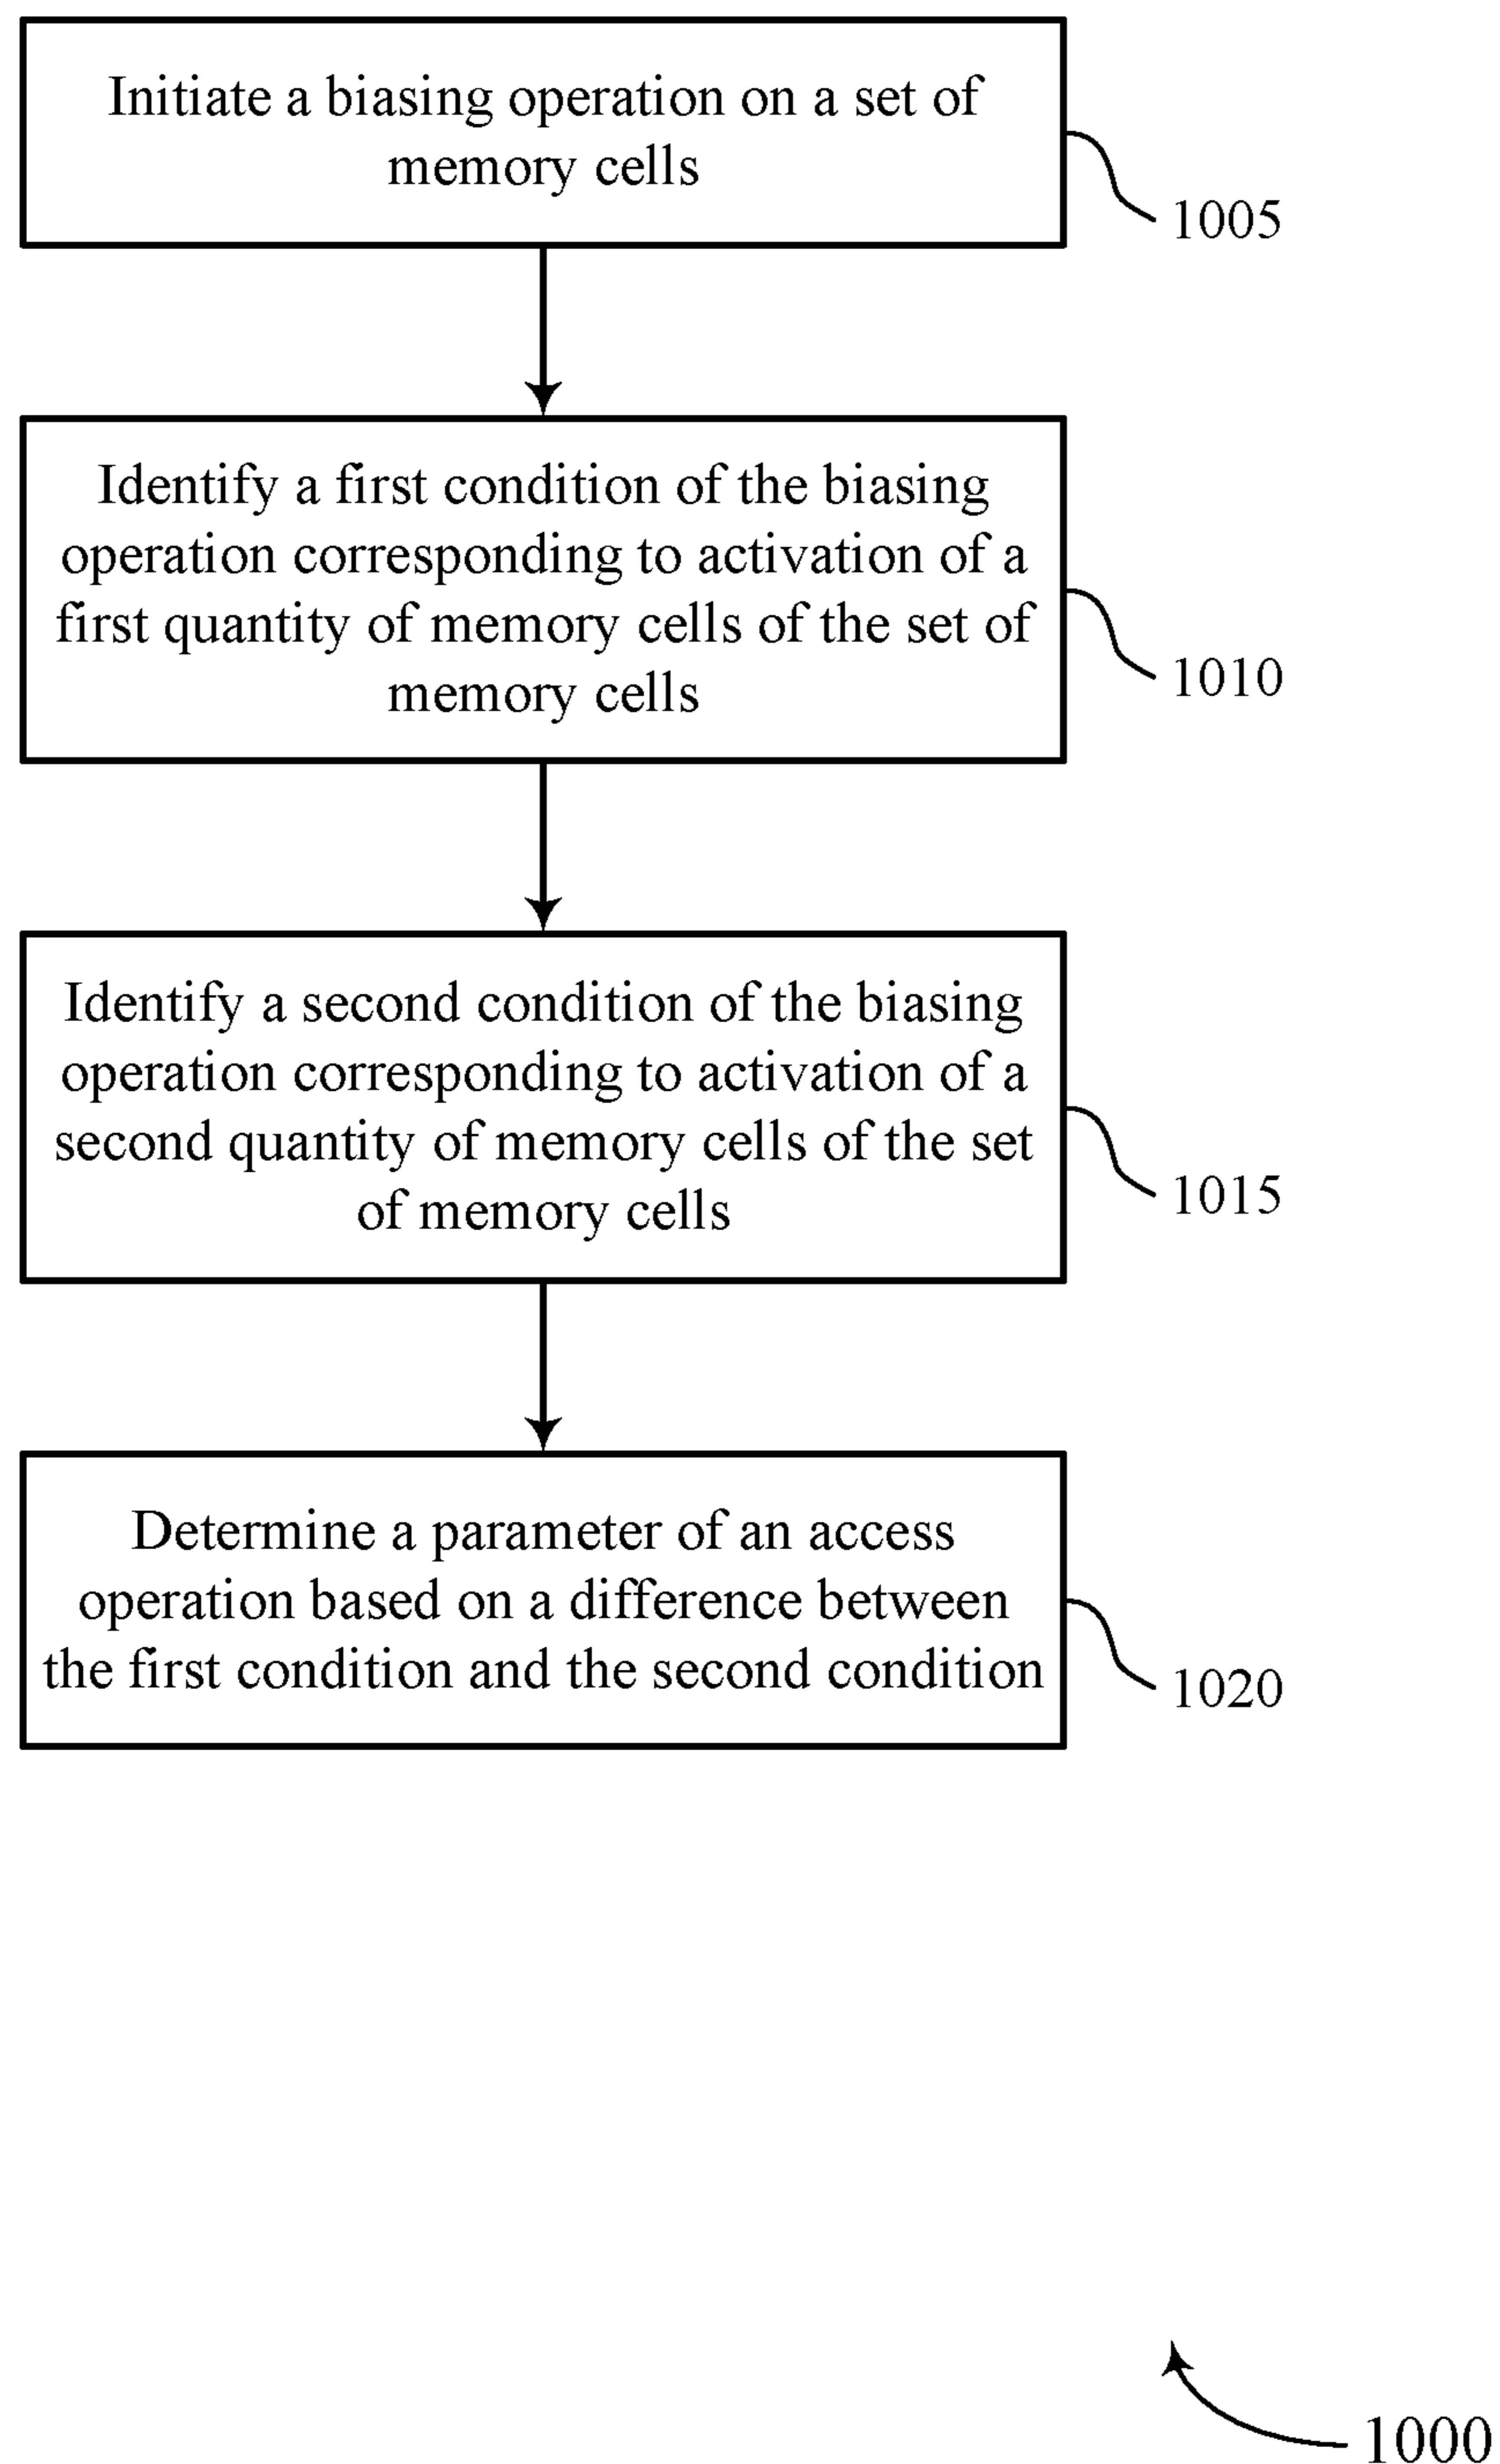 Initiate a biasing operation on a set of
memory cells
1005
Identify a first condition of the biasing
operation corresponding to activation of a
first quantity of memory cells of the set of
memory cells
1010
Identify a second condition of the biasing
operation corresponding to activation of a
second quantity of memory cells of the set
of memory cells
1015
Determine a parameter of an access
operation based on a difference between
the first condition and the second condition
1020
1000